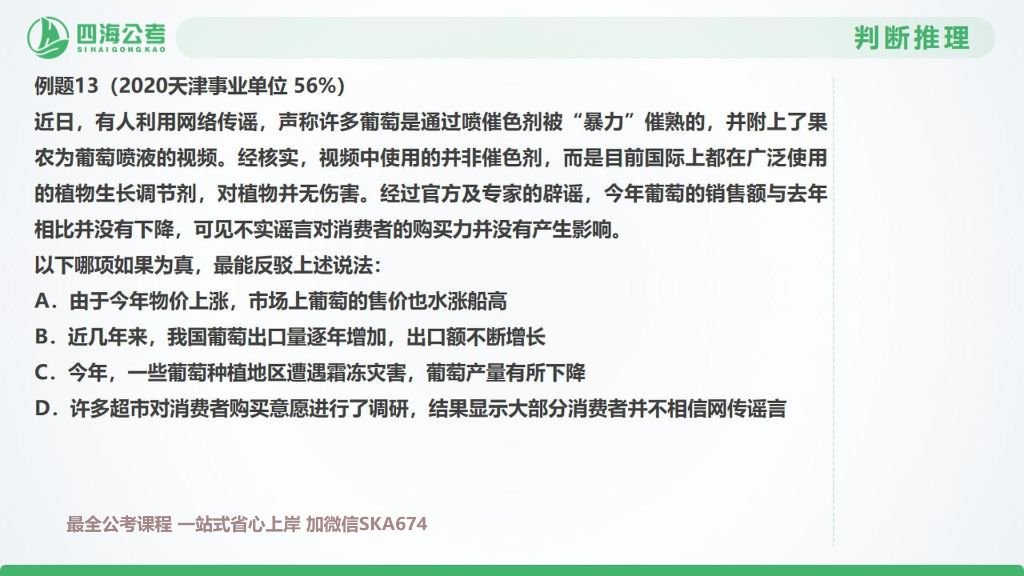 四海公考
SIHAIGONGKAO
判断推理
例题13（2020天津事业单位 56%）
近日，有人利用网络传谣，声称许多葡萄是通过喷催色剂被“暴力”催熟的，并附上了果
农为葡萄喷液的视频。经核实，视频中使用的并非催色剂，而是目前国际上都在广泛使用
的植物生长调节剂，对植物并无伤害。经过官方及专家的辟谣，今年葡萄的销售额与去年
相比并没有下降，可见不实谣言对消费者的购买力并没有产生影响。
以下哪项如果为真，最能反驳上述说法：
A．由于今年物价上涨，市场上葡萄的售价也水涨船高
B．近几年来，我国葡萄出口量逐年增加，出口额不断增长
C．今年，一些葡萄种植地区遭遇霜冻灾害，葡萄产量有所下降
D．许多超市对消费者购买意愿进行了调研，结果显示大部分消费者并不相信网传谣言
最全公考课程 一站式省心上岸 加微信SKA674